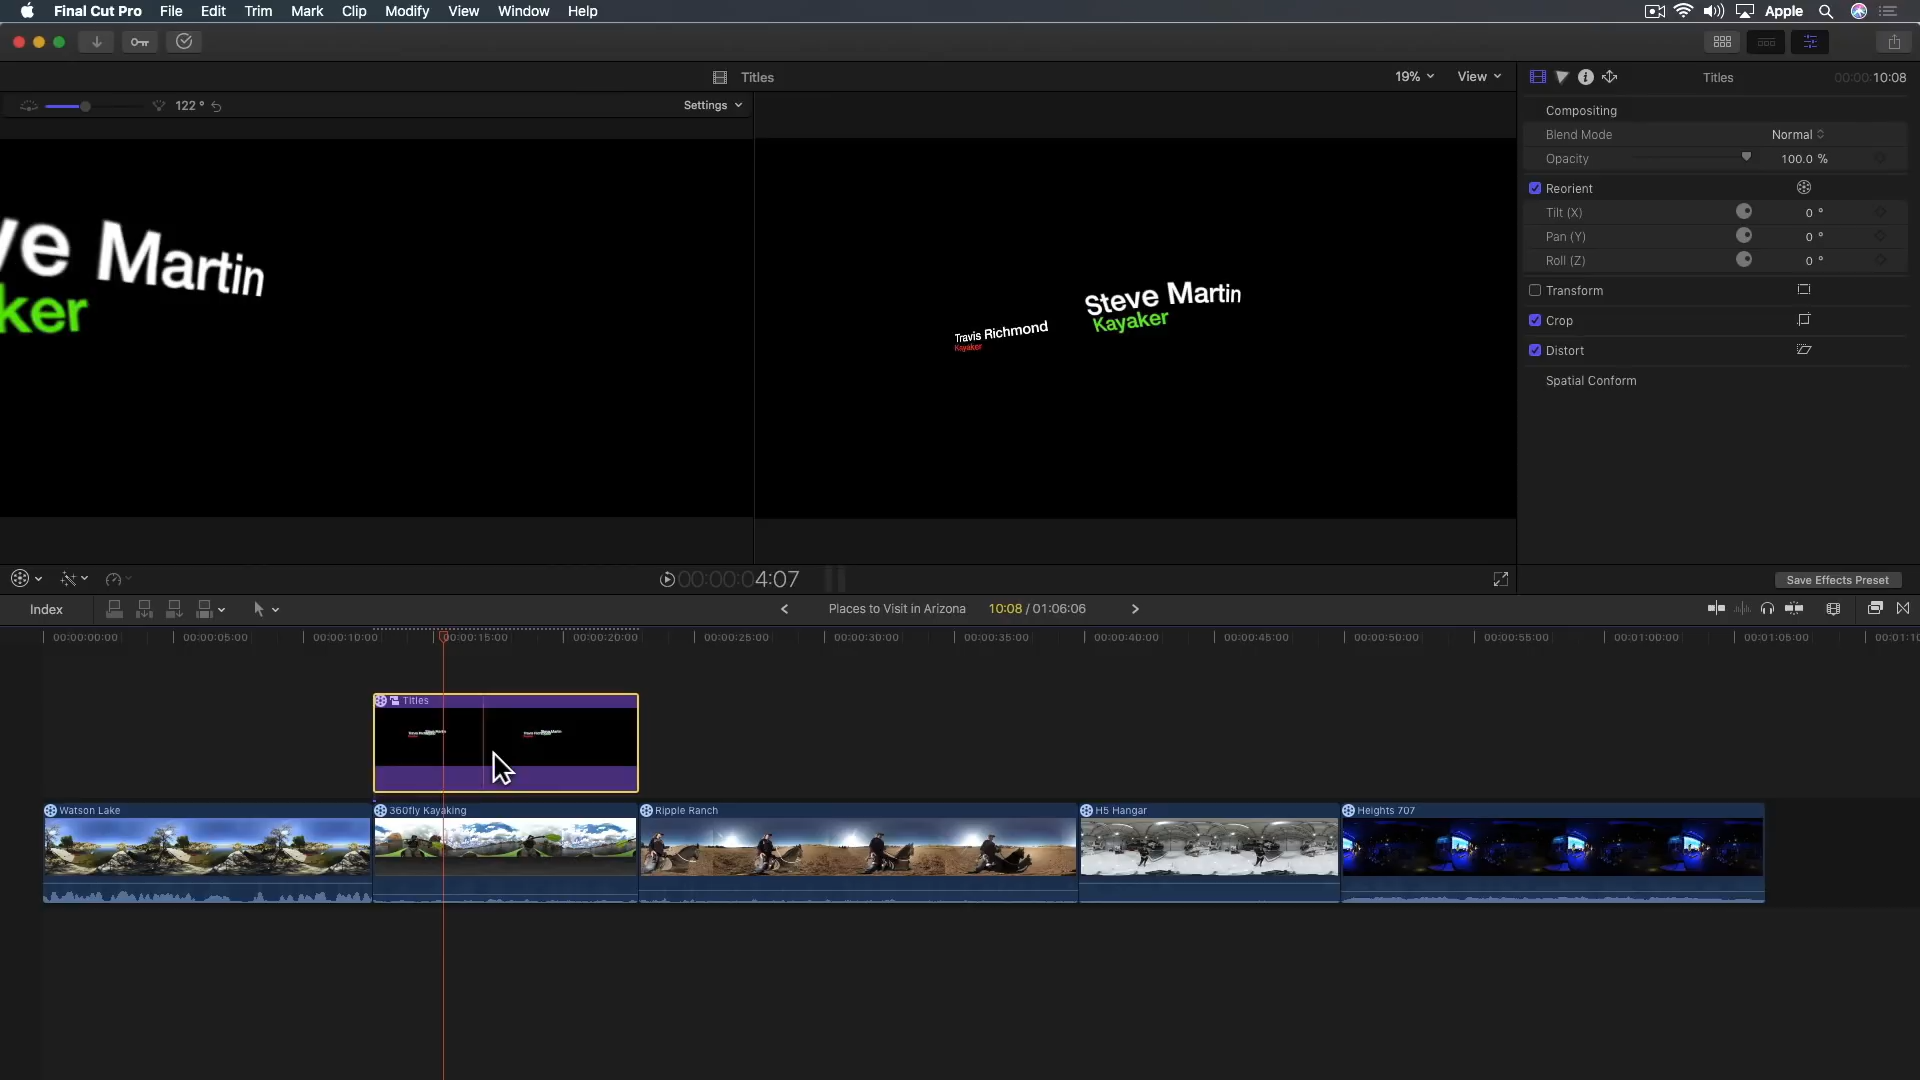 Final Cut Pro File Edit Trim Mark Clip Modify View Window Help Apple
Titles 19% View Titles 00:00:10:08
122 ° Settings
Compositing
Blend Mode Normal
Opacity 100.0 %
Reorient
Tilt (X) 0 °
Pan (Y) 0 °
Roll (Z) 0 °
Transform
Crop
Distort
Spatial Conform
ve Martin
ker
Steve Martin
Kayaker
Travis Richmond
Kayaker
00:00:04:07 Save Effects Preset
Index Places to Visit in Arizona 10:08 / 01:06:06
00:00:00:00 00:00:05:00 00:00:10:00 00:00:15:00 00:00:20:00 00:00:25:00 00:00:30:00 00:00:35:00 00:00:40:00 00:00:45:00 00:00:50:00 00:00:55:00 00:01:00:00 00:01:05:00 00:01:10
Titles
Watson Lake 360fly Kayaking Ripple Ranch H5 Hangar Heights 707